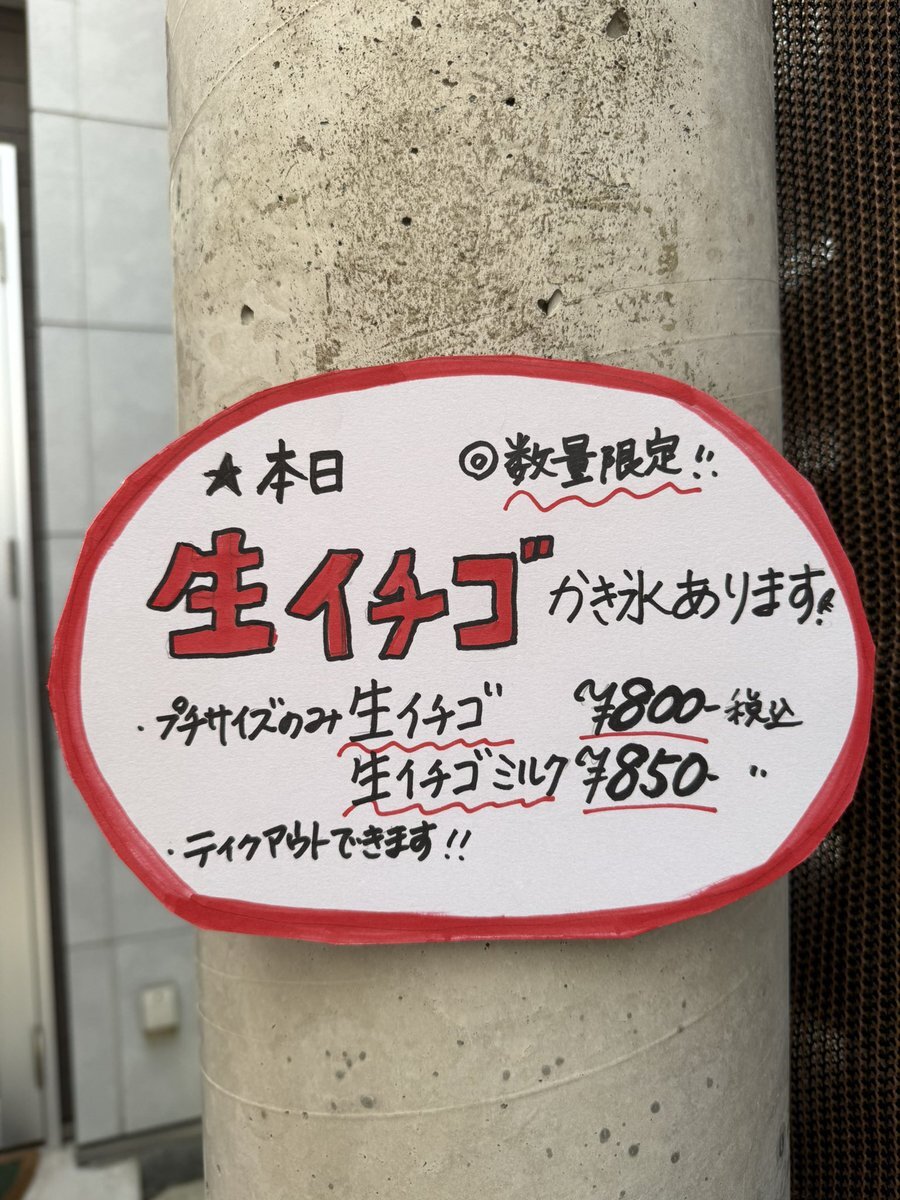 ★本日 ◎数量限定!!
生イチゴかき氷あります!
・プチサイズのみ 生イチゴ ¥800-税込
生イチゴミルク ¥850- 〃
・テイクアウトできます!!